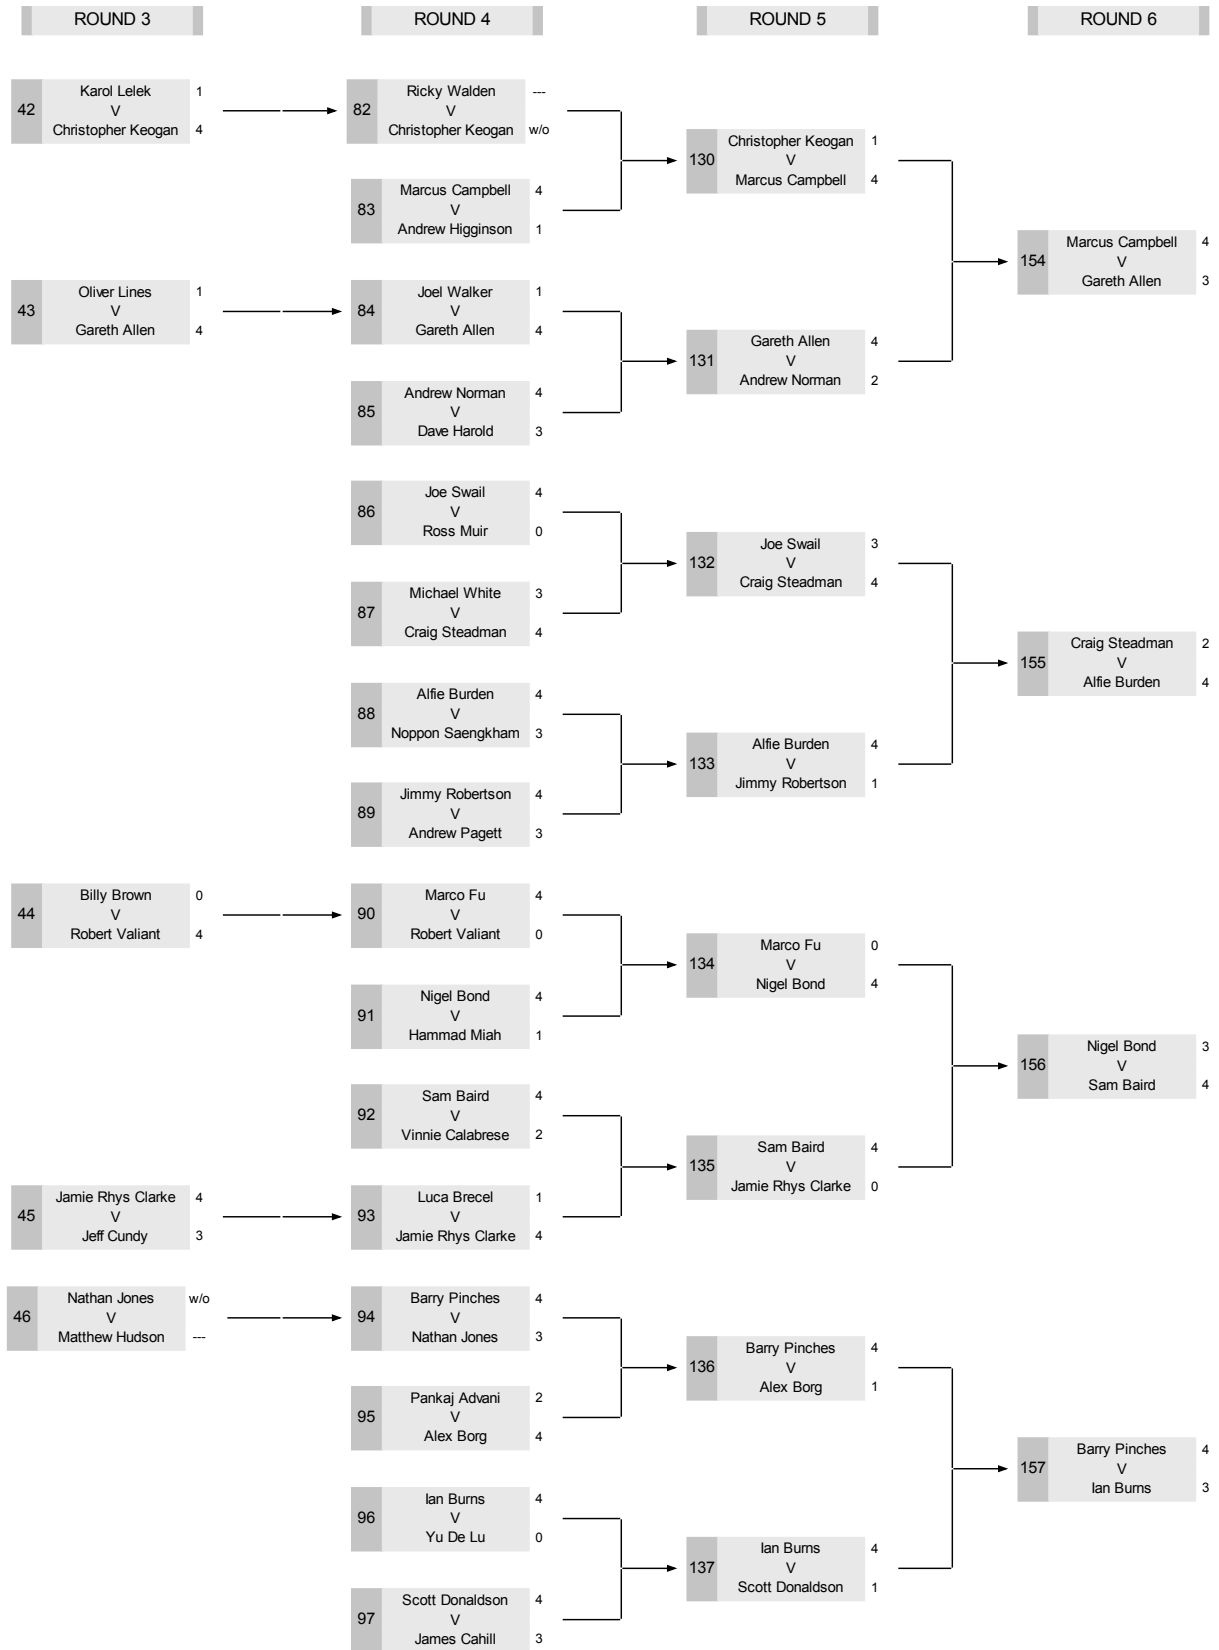 ROUND 3
ROUND 4
ROUND 5
ROUND 6
42
Karol Lelek 1
V
Christopher Keogan 4
43
Oliver Lines 1
V
Gareth Allen 4
44
Billy Brown 0
V
Robert Valiant 4
45
Jamie Rhys Clarke 4
V
Jeff Cundy 3
46
Nathan Jones w/o
V
Matthew Hudson ---
82
Ricky Walden ---
V
Christopher Keogan w/o
83
Marcus Campbell 4
V
Andrew Higginson 1
84
Joel Walker 1
V
Gareth Allen 4
85
Andrew Norman 4
V
Dave Harold 3
86
Joe Swail 4
V
Ross Muir 0
87
Michael White 3
V
Craig Steadman 4
88
Alfie Burden 4
V
Noppon Saengkham 3
89
Jimmy Robertson 4
V
Andrew Pagett 3
90
Marco Fu 4
V
Robert Valiant 0
91
Nigel Bond 4
V
Hammad Miah 1
92
Sam Baird 4
V
Vinnie Calabrese 2
93
Luca Brecel 1
V
Jamie Rhys Clarke 4
94
Barry Pinches 4
V
Nathan Jones 3
95
Pankaj Advani 2
V
Alex Borg 4
96
Ian Burns 4
V
Yu De Lu 0
97
Scott Donaldson 4
V
James Cahill 3
130
Christopher Keogan 1
V
Marcus Campbell 4
131
Gareth Allen 4
V
Andrew Norman 2
132
Joe Swail 3
V
Craig Steadman 4
133
Alfie Burden 4
V
Jimmy Robertson 1
134
Marco Fu 0
V
Nigel Bond 4
135
Sam Baird 4
V
Jamie Rhys Clarke 0
136
Barry Pinches 4
V
Alex Borg 1
137
Ian Burns 4
V
Scott Donaldson 1
154
Marcus Campbell 4
V
Gareth Allen 3
155
Craig Steadman 2
V
Alfie Burden 4
156
Nigel Bond 3
V
Sam Baird 4
157
Barry Pinches 4
V
Ian Burns 3